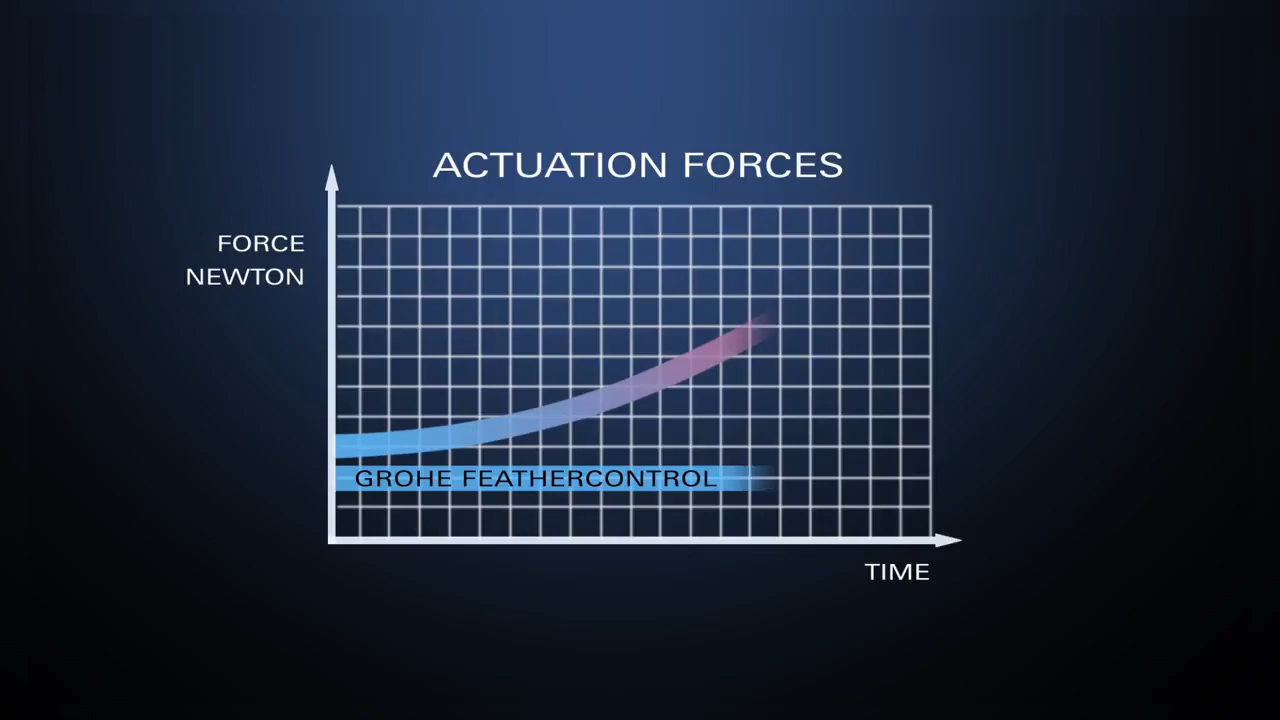 ACTUATION FORCES
FORCE
NEWTON
GROHE FEATHERCONTROL
TIME